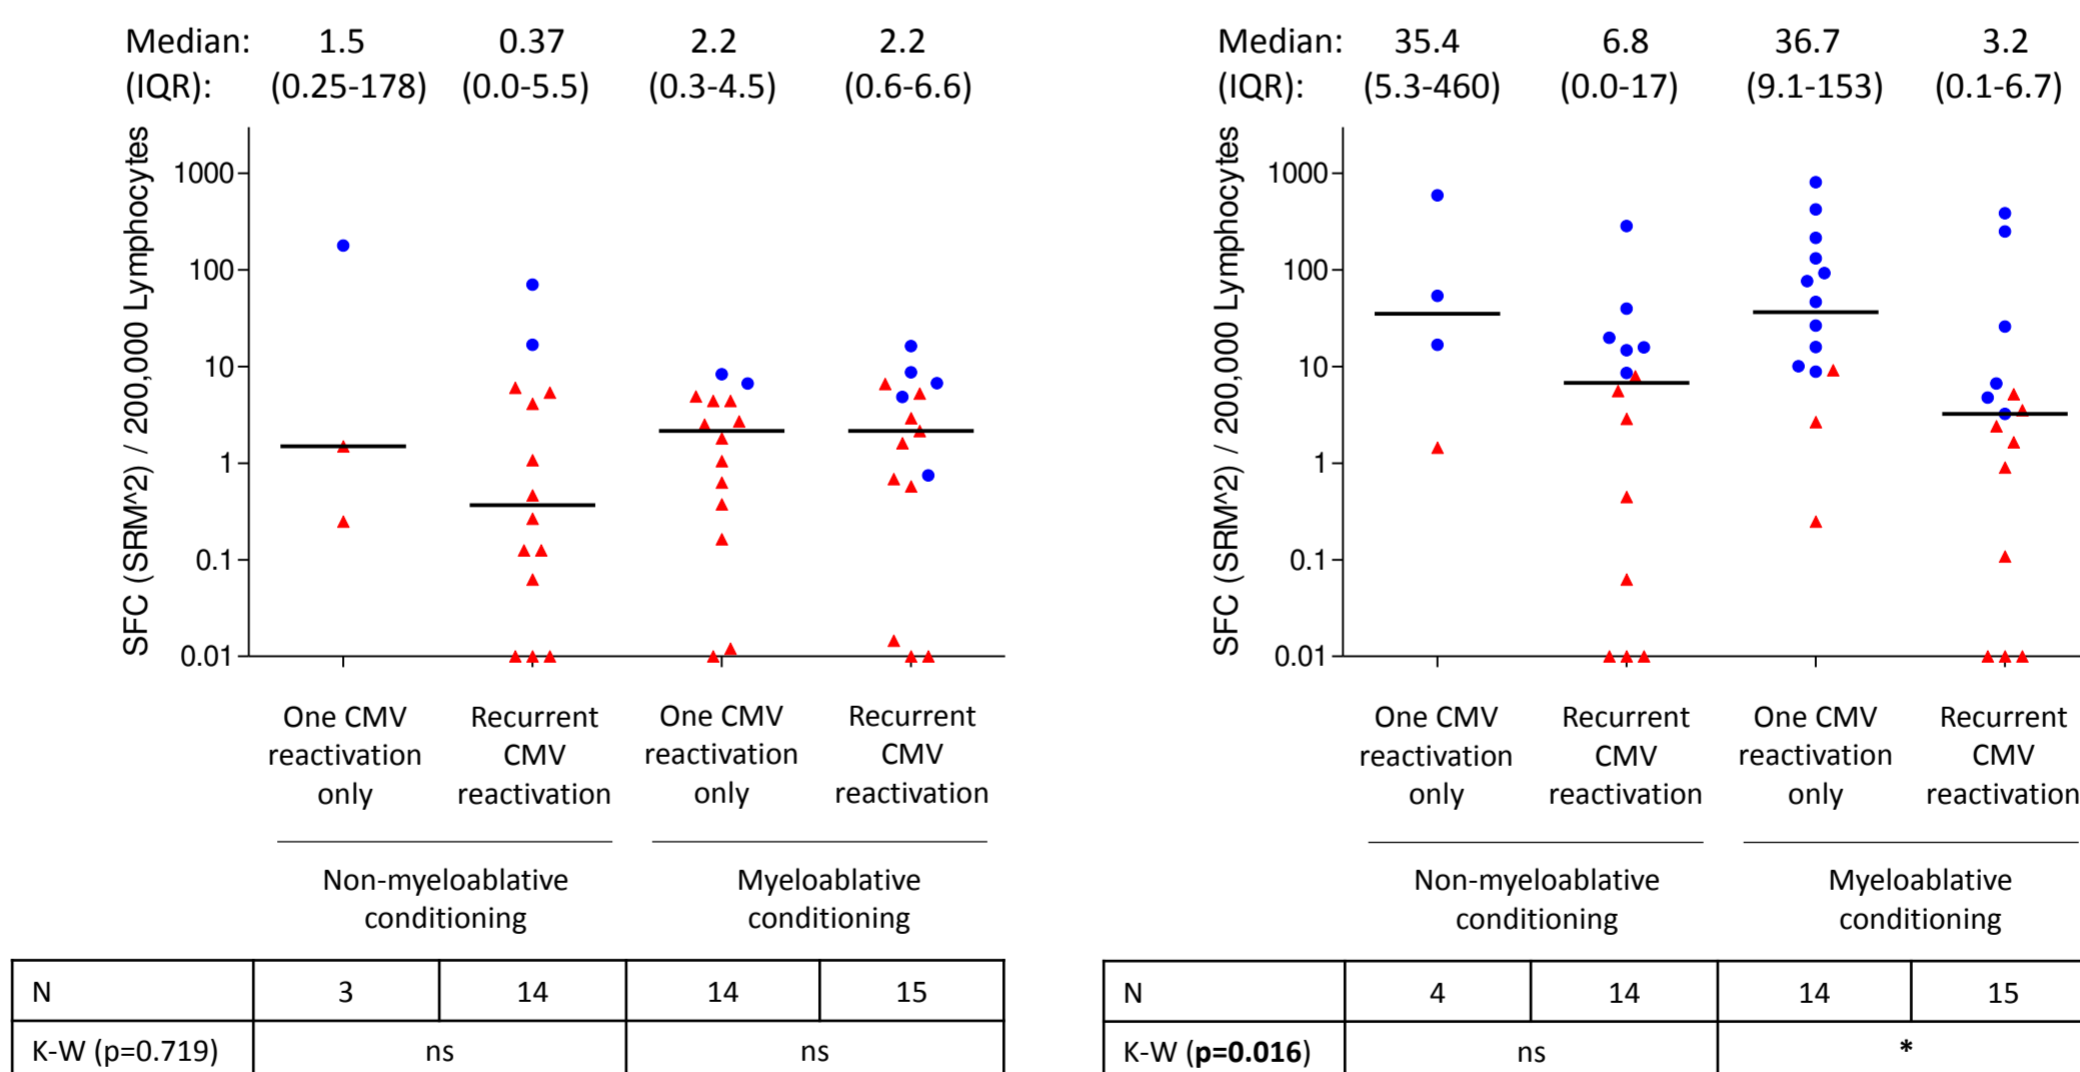 Median: 1.5 0.37 2.2 2.2
(IQR): (0.25-178) (0.0-5.5) (0.3-4.5) (0.6-6.6)
SFC (SRM^2) / 200,000 Lymphocytes
1000
100
10
1
0.1
0.01
One CMV reactivation only
Recurrent CMV reactivation
One CMV reactivation only
Recurrent CMV reactivation
Non-myeloablative conditioning
Myeloablative conditioning
N 3 14 14 15
K-W (p=0.719) ns ns
Median: 35.4 6.8 36.7 3.2
(IQR): (5.3-460) (0.0-17) (9.1-153) (0.1-6.7)
SFC (SRM^2) / 200,000 Lymphocytes
1000
100
10
1
0.1
0.01
One CMV reactivation only
Recurrent CMV reactivation
One CMV reactivation only
Recurrent CMV reactivation
Non-myeloablative conditioning
Myeloablative conditioning
N 4 14 14 15
K-W (p=0.016) ns *